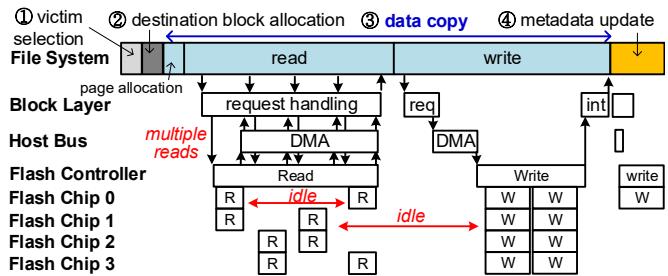 ① victim selection
② destination block allocation
③ data copy
④ metadata update
File System
page allocation
read
write
Block Layer
request handling
req
int
multiple reads
Host Bus
DMA
DMA
Flash Controller
Read
Write
write
Flash Chip 0
R
idle
R
W
W
W
Flash Chip 1
R
R
idle
W
W
Flash Chip 2
R
R
W
W
Flash Chip 3
R
R
W
W